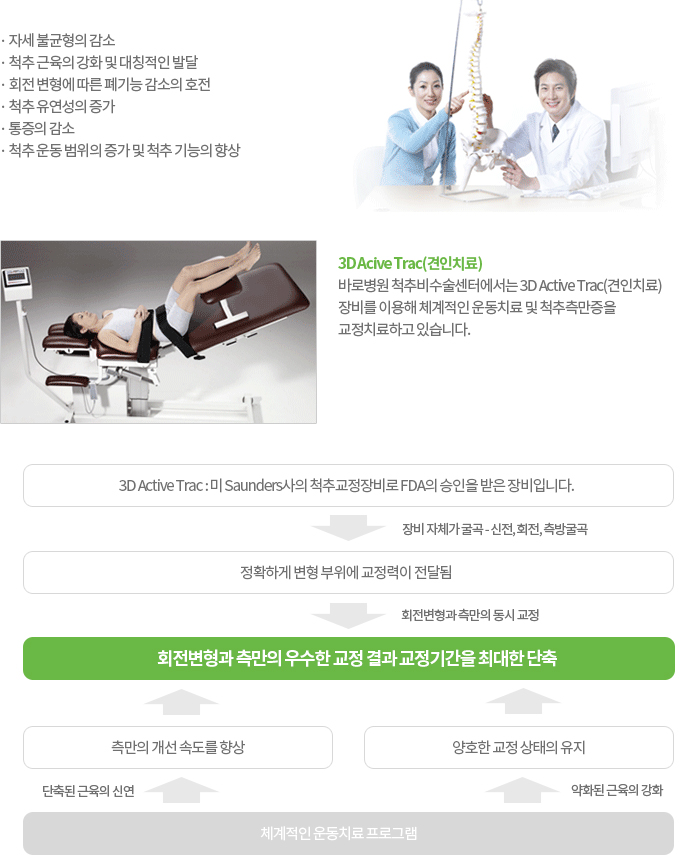 · 자세 불균형의 감소
· 척추 근육의 강화 및 대칭적인 발달
· 회전 변형에 따른 폐기능 감소의 호전
· 척추 유연성의 증가
· 통증의 감소
· 척추 운동 범위의 증가 및 척추 기능의 향상
3D Acive Trac(견인치료)
바로병원 척추비수술센터에서는 3D Active Trac(견인치료)
장비를 이용해 체계적인 운동치료 및 척추측만증을
교정치료하고 있습니다.
3D Active Trac : 미 Saunders사의 척추교정장비로 FDA의 승인을 받은 장비입니다.
장비 자체가 굴곡 - 신전, 회전, 측방굴곡
정확하게 변형 부위에 교정력이 전달됨
회전변형과 측만의 동시 교정
회전변형과 측만의 우수한 교정 결과 교정기간을 최대한 단축
측만의 개선 속도를 향상
양호한 교정 상태의 유지
단축된 근육의 신연
약화된 근육의 강화
체계적인 운동치료 프로그램